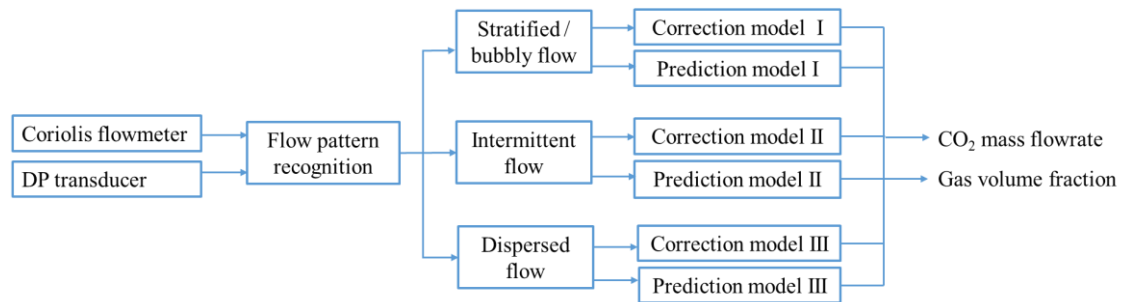 Coriolis flowmeter
DP transducer
Flow pattern
recognition
Stratified /
bubbly flow
Intermittent
flow
Dispersed
flow
Correction model Ⅰ
Prediction model Ⅰ
Correction model Ⅱ
Prediction model Ⅱ
Correction model Ⅲ
Prediction model Ⅲ
CO₂ mass flowrate
Gas volume fraction